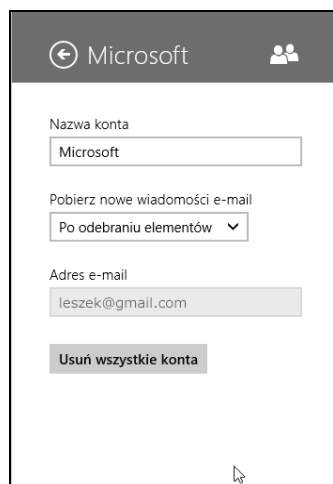 Microsoft
Nazwa konta
Microsoft
Pobierz nowe wiadomości e-mail
Po odebraniu elementów
Adres e-mail
leszek@gmail.com
Usuń wszystkie konta